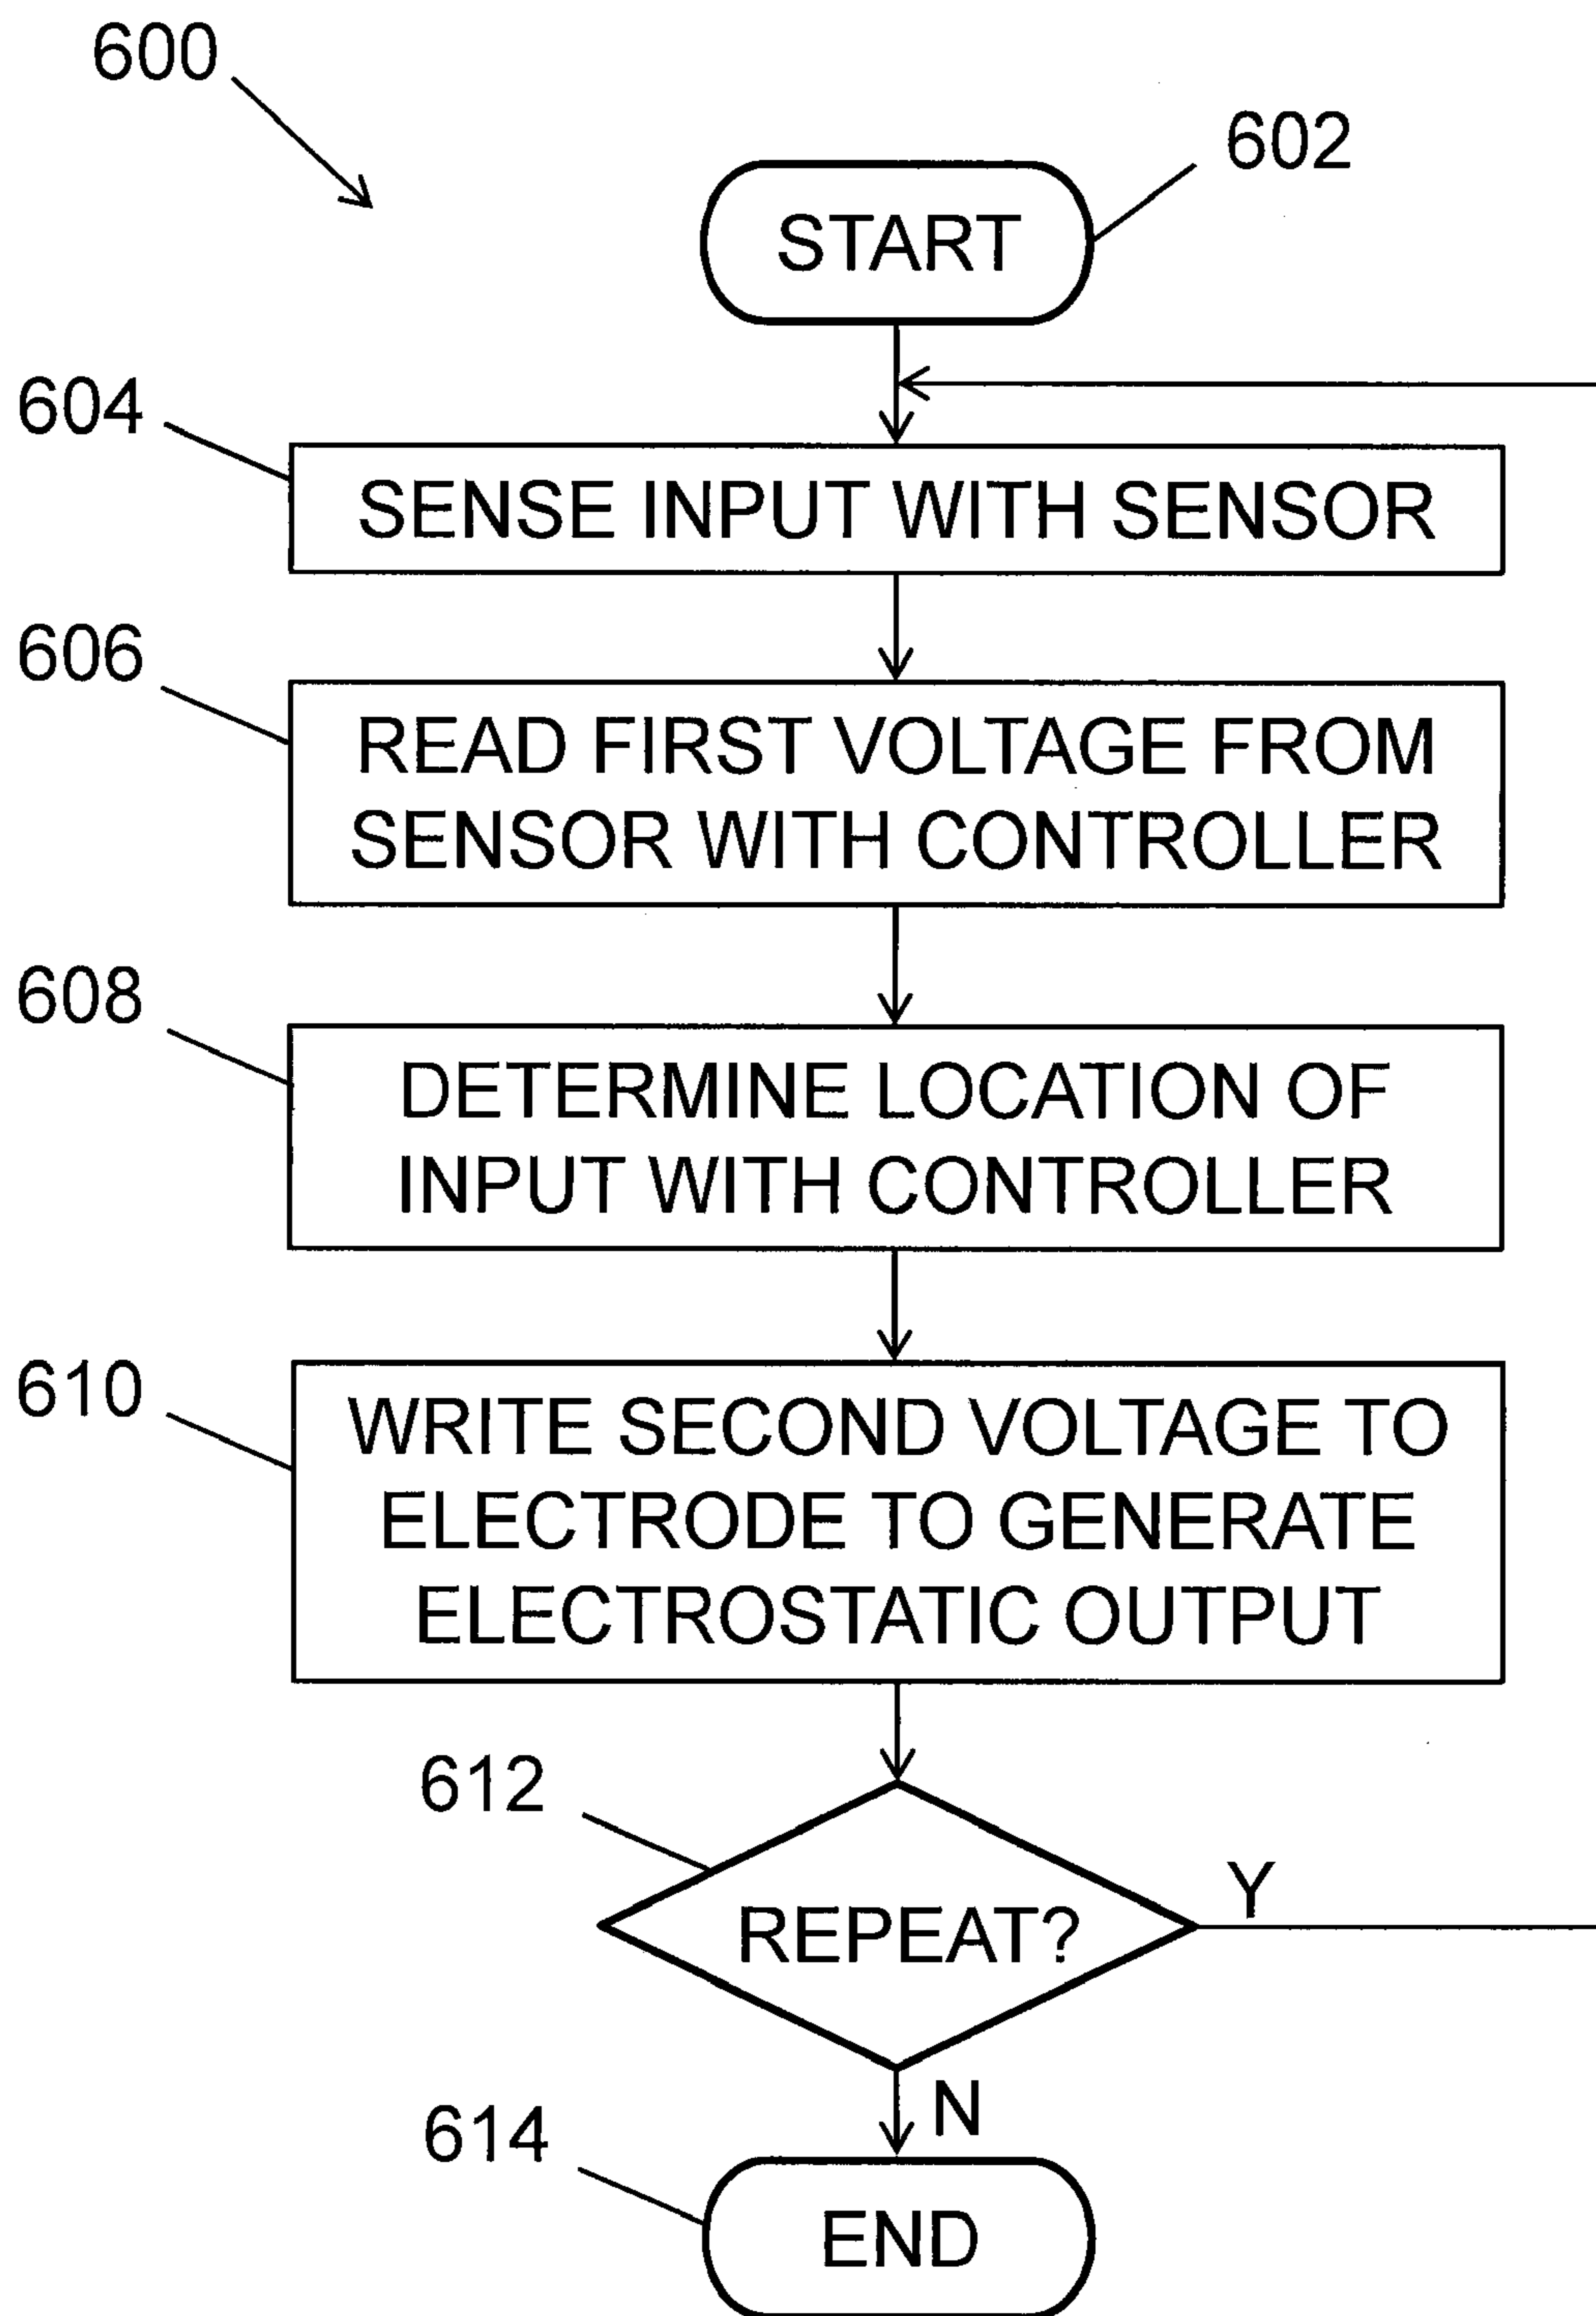 600
602
START
604
SENSE INPUT WITH SENSOR
606
READ FIRST VOLTAGE FROM
SENSOR WITH CONTROLLER
608
DETERMINE LOCATION OF
INPUT WITH CONTROLLER
610
WRITE SECOND VOLTAGE TO
ELECTRODE TO GENERATE
ELECTROSTATIC OUTPUT
612
REPEAT?
Y
N
614
END